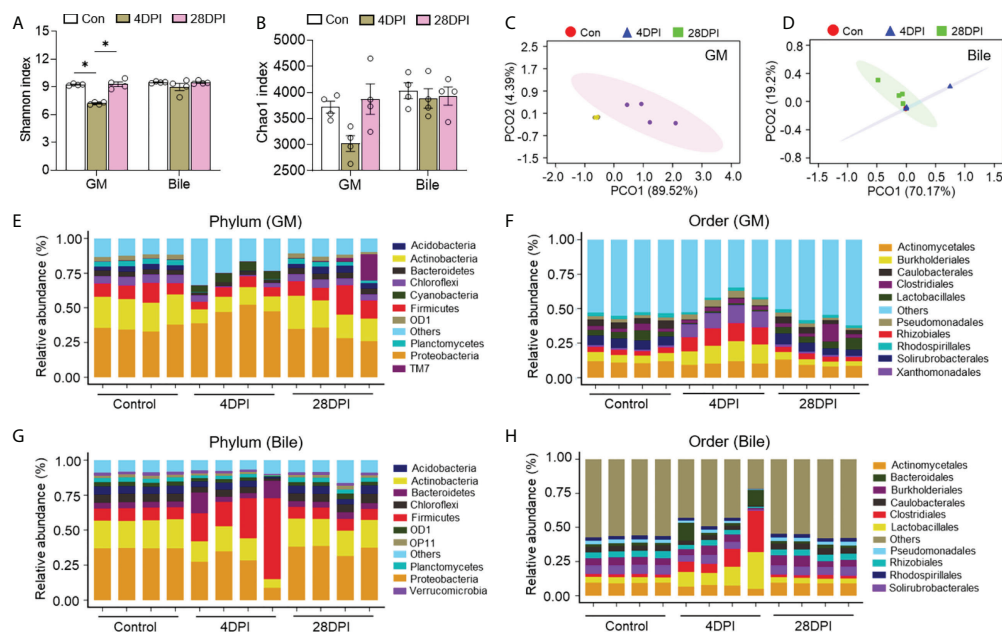 A
Con 4DPI 28DPI
Shannon index
15
12
9
6
3
0
*
*
GM Bile
B
Con 4DPI 28DPI
Chao1 index
5000
4500
4000
3500
3000
2500
GM Bile
C
Con 4DPI 28DPI
GM
PCO2 (4.39%)
2.5
1.7
0.9
0.1
-0.7
-1.5
-3.0 -1.6 -0.2 1.2 2.6 4.0
PCO1 (89.52%)
D
Con 4DPI 28DPI
Bile
PCO2 (19.2%)
0.8
0.4
0.0
-0.4
-0.8
-1.5 -1.0 -0.5 0.0 0.5 1.0 1.5
PCO1 (70.17%)
E
Phylum (GM)
Relative abundance (%)
1.00
0.75
0.50
0.25
0.00
Control 4DPI 28DPI
Acidobacteria
Actinobacteria
Bacteroidetes
Chloroflexi
Cyanobacteria
Firmicutes
OD1
Others
Planctomycetes
Proteobacteria
TM7
F
Order (GM)
Relative abundance (%)
1.00
0.75
0.50
0.25
0.00
Control 4DPI 28DPI
Actinomycetales
Burkholderiales
Caulobacterales
Clostridiales
Lactobacillales
Others
Pseudomonadales
Rhizobiales
Rhodospirillales
Solirubrobacterales
Xanthomonadales
G
Phylum (Bile)
Relative abundance (%)
1.00
0.75
0.50
0.25
0.00
Control 4DPI 28DPI
Acidobacteria
Actinobacteria
Bacteroidetes
Chloroflexi
Firmicutes
OD1
OP11
Others
Planctomycetes
Proteobacteria
Verrucomicrobia
H
Order (Bile)
Relative abundance (%)
1.00
0.75
0.50
0.25
0.00
Control 4DPI 28DPI
Actinomycetales
Bacteroidales
Burkholderiales
Caulobacterales
Clostridiales
Lactobacillales
Others
Pseudomonadales
Rhizobiales
Rhodospirillales
Solirubrobacterales